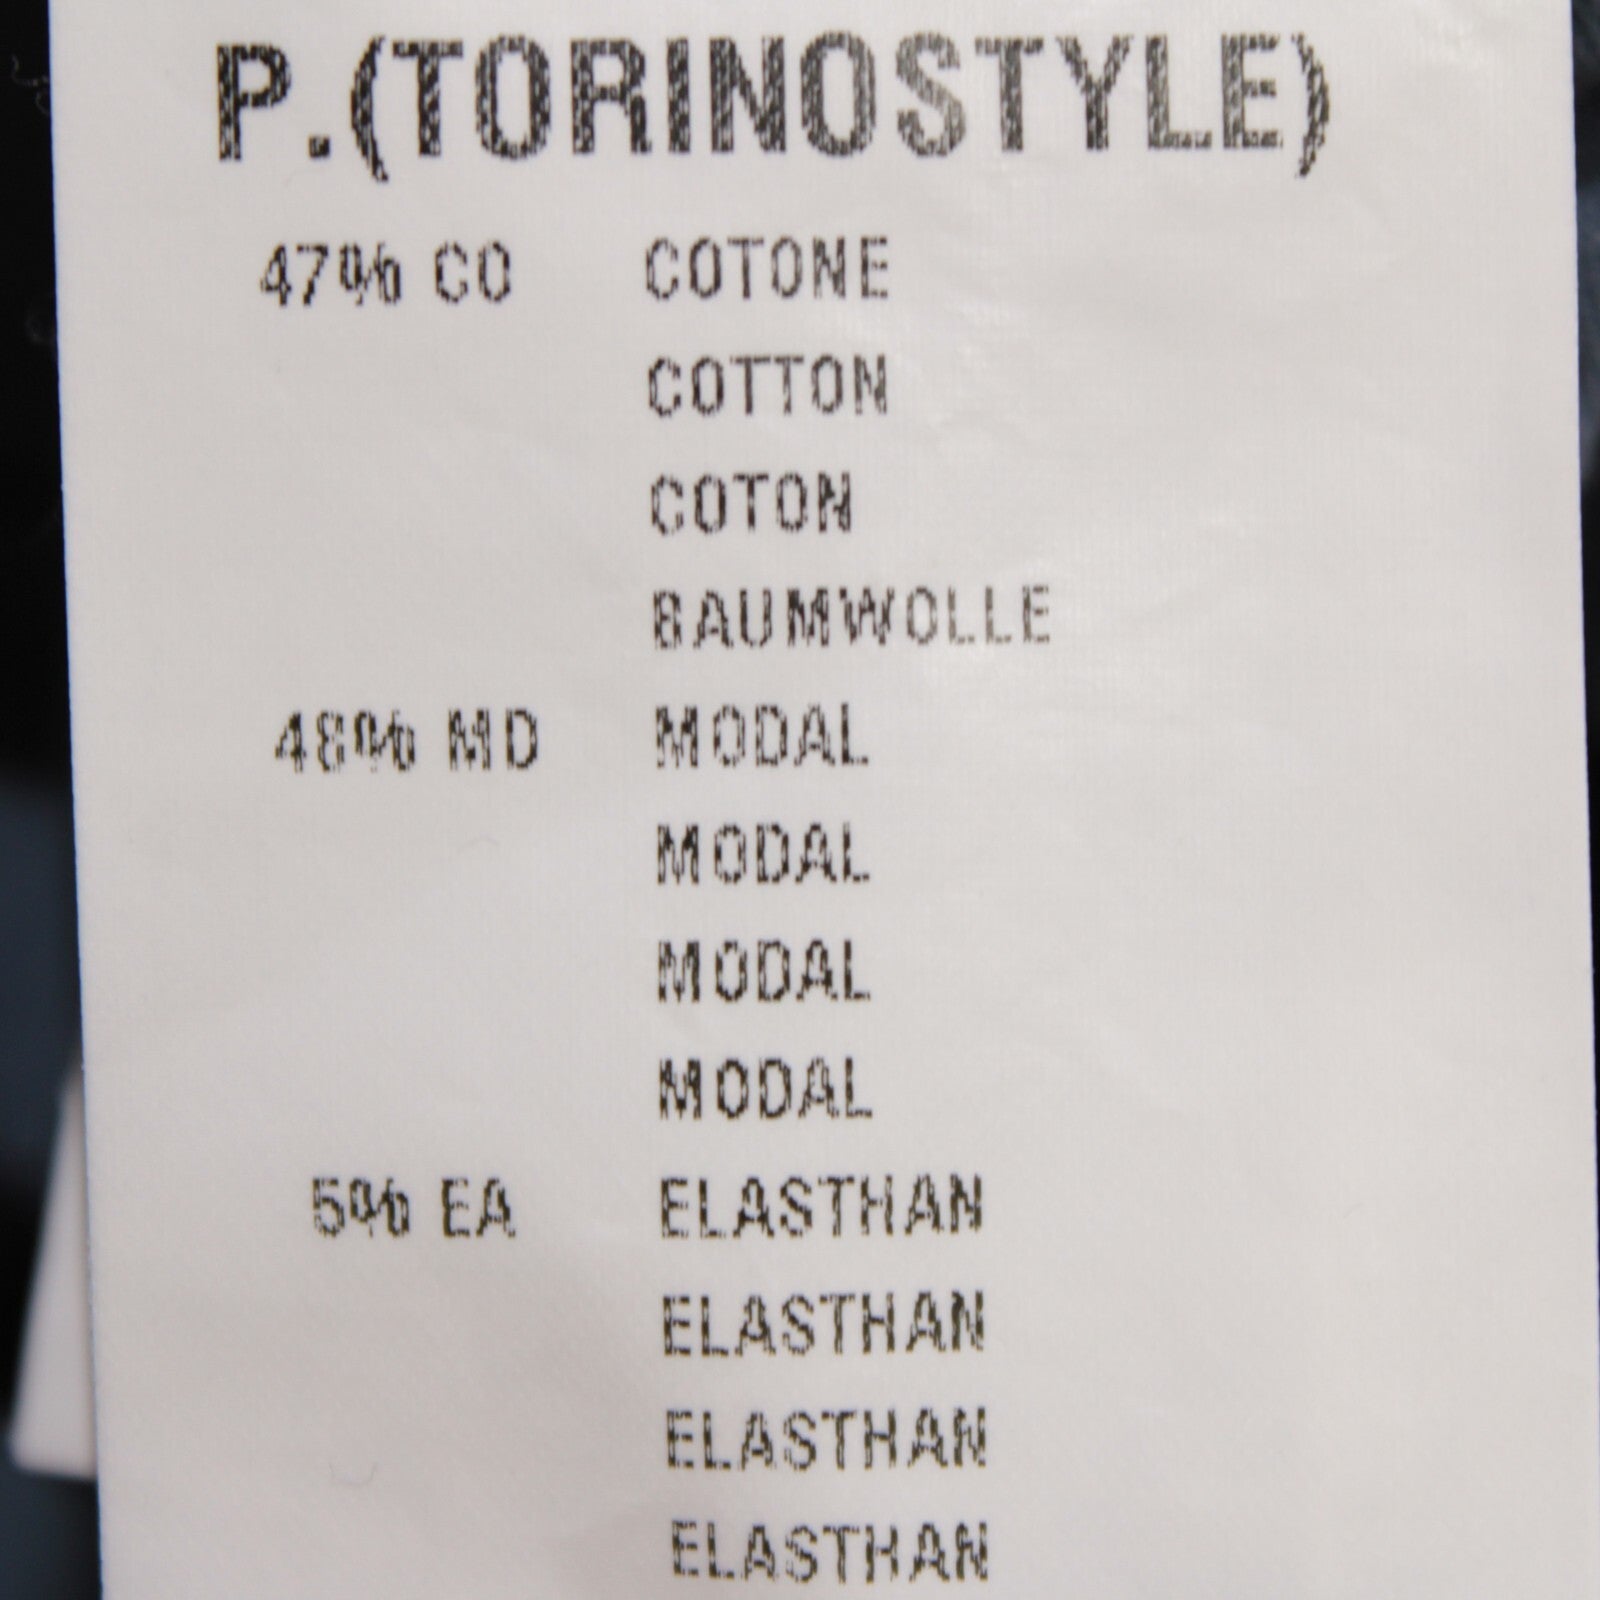 P.(TORINOSTYLE)
47% CO COTONE
COTTON
COTON
BAUMWOLLE
48% MD MODAL
MODAL
MODAL
MODAL
5% EA ELASTHAN
ELASTHAN
ELASTHAN
ELASTHAN